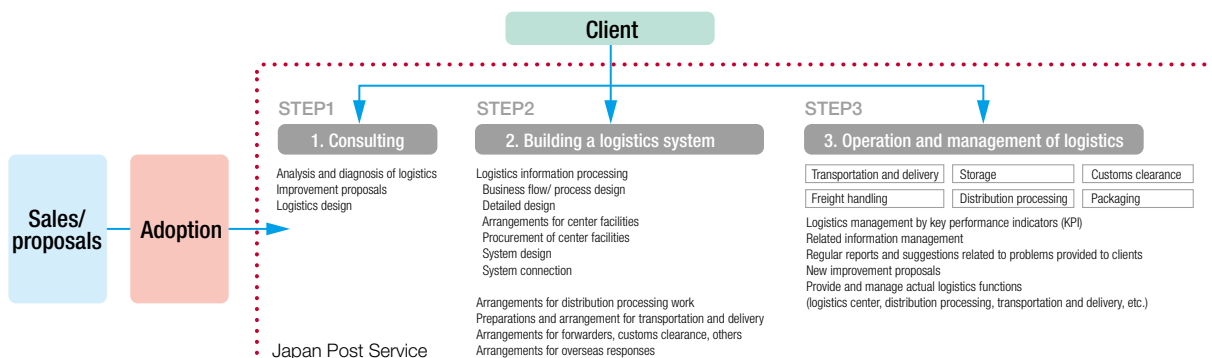 Client
Sales/
proposals
Adoption
STEP1
1. Consulting
Analysis and diagnosis of logistics
Improvement proposals
Logistics design
STEP2
2. Building a logistics system
Logistics information processing
Business flow/ process design
Detailed design
Arrangements for center facilities
Procurement of center facilities
System design
System connection
Arrangements for distribution processing work
Preparations and arrangement for transportation and delivery
Arrangements for forwarders, customs clearance, others
Arrangements for overseas responses
STEP3
3. Operation and management of logistics
Transportation and delivery
Storage
Customs clearance
Freight handling
Distribution processing
Packaging
Logistics management by key performance indicators (KPI)
Related information management
Regular reports and suggestions related to problems provided to clients
New improvement proposals
Provide and manage actual logistics functions
(logistics center, distribution processing, transportation and delivery, etc.)
Japan Post Service